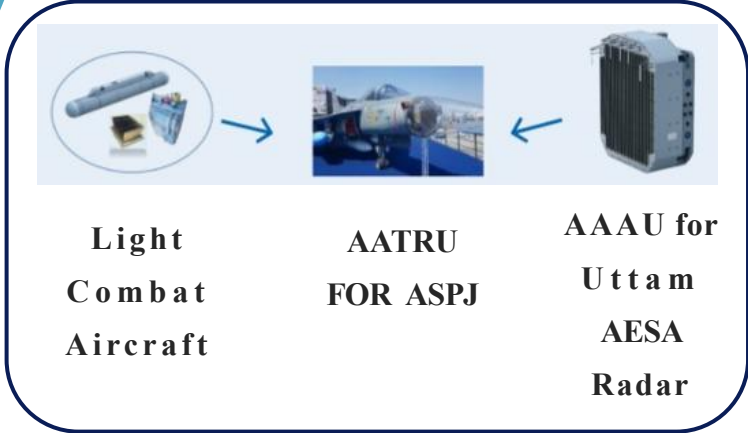 Light
Combat
Aircraft
AATRU
FOR ASPJ
AAAU for
Uttam
AESA
Radar